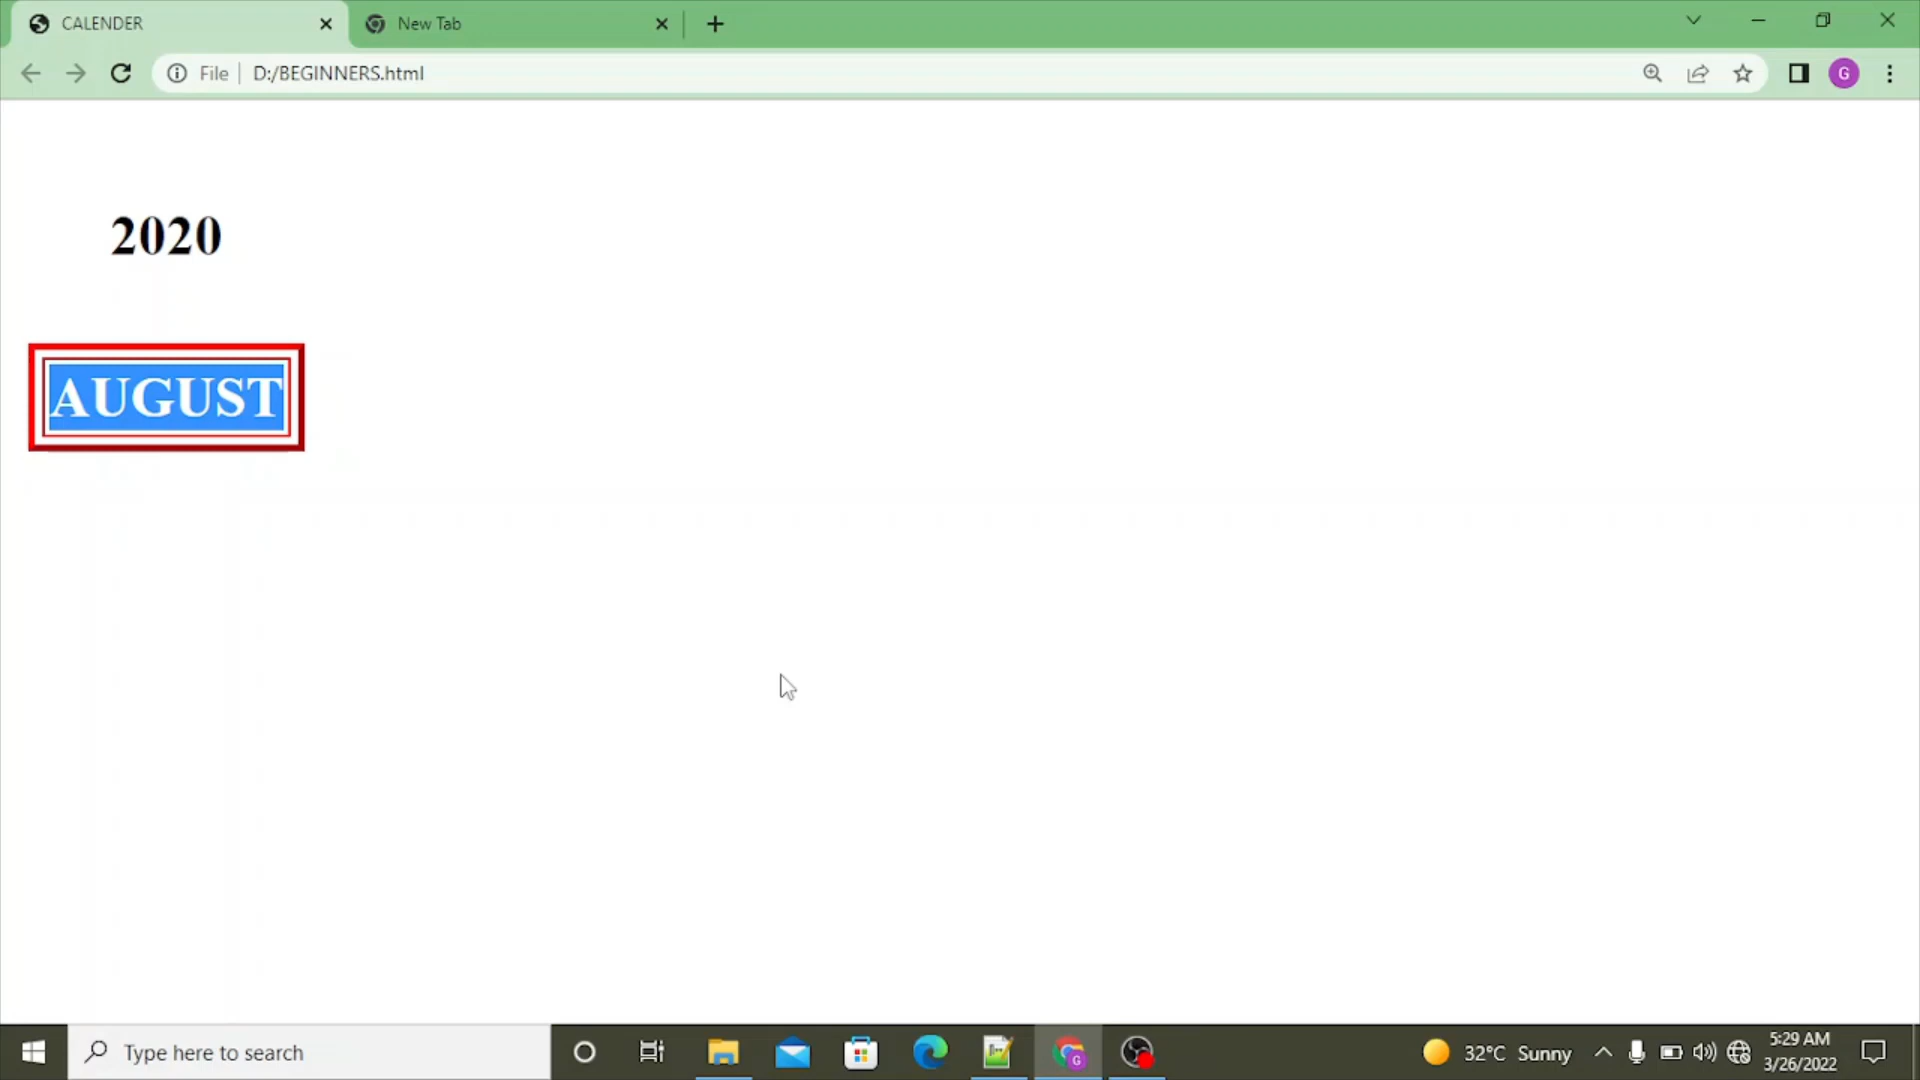 CALENDER
New Tab
File
D:/BEGINNERS.html
G
2020
AUGUST
Type here to search
G
32°C Sunny
5:29 AM
3/26/2022